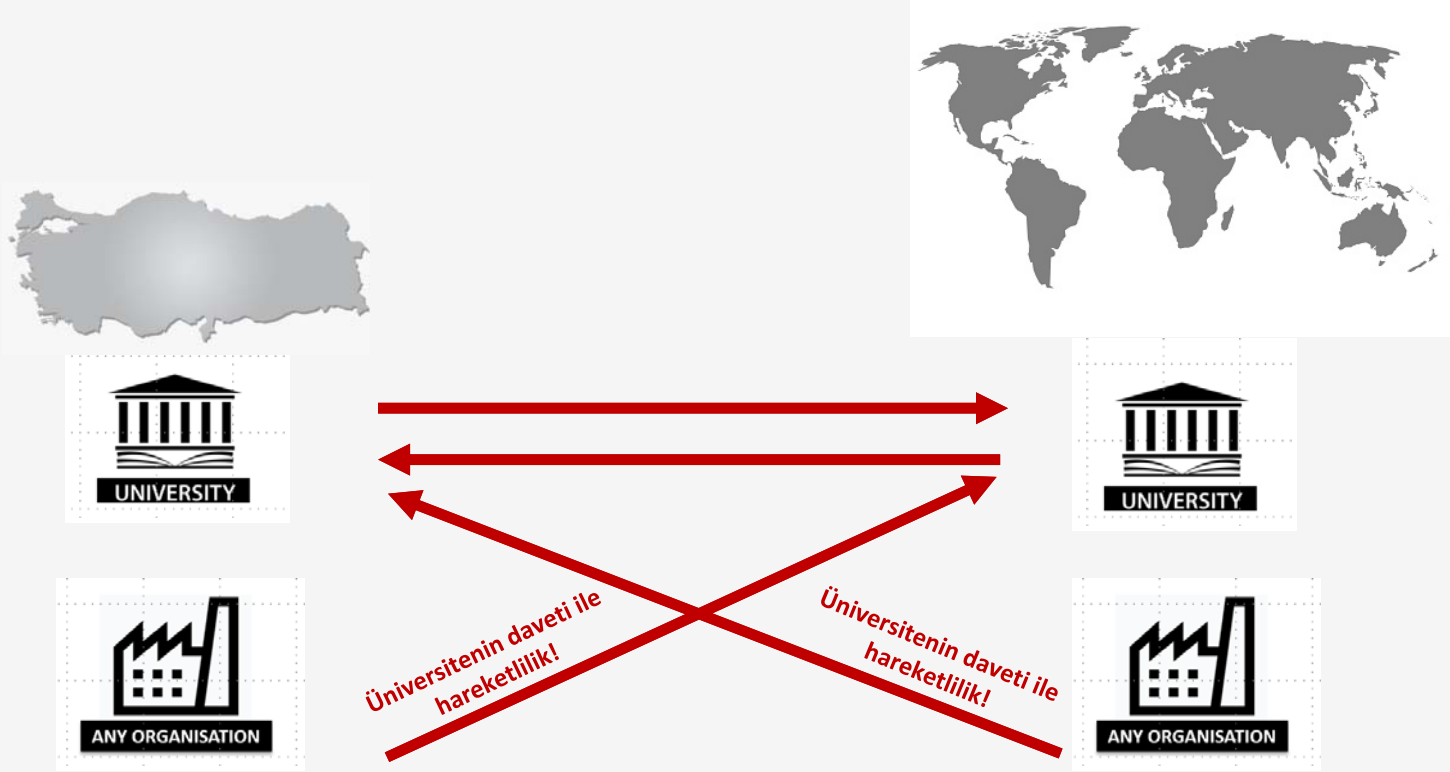 UNIVERSITY
UNIVERSITY
Üniversitenin daveti ile
hareketlilik!
Üniversitenin daveti ile
hareketlilik!
ANY ORGANISATION
ANY ORGANISATION